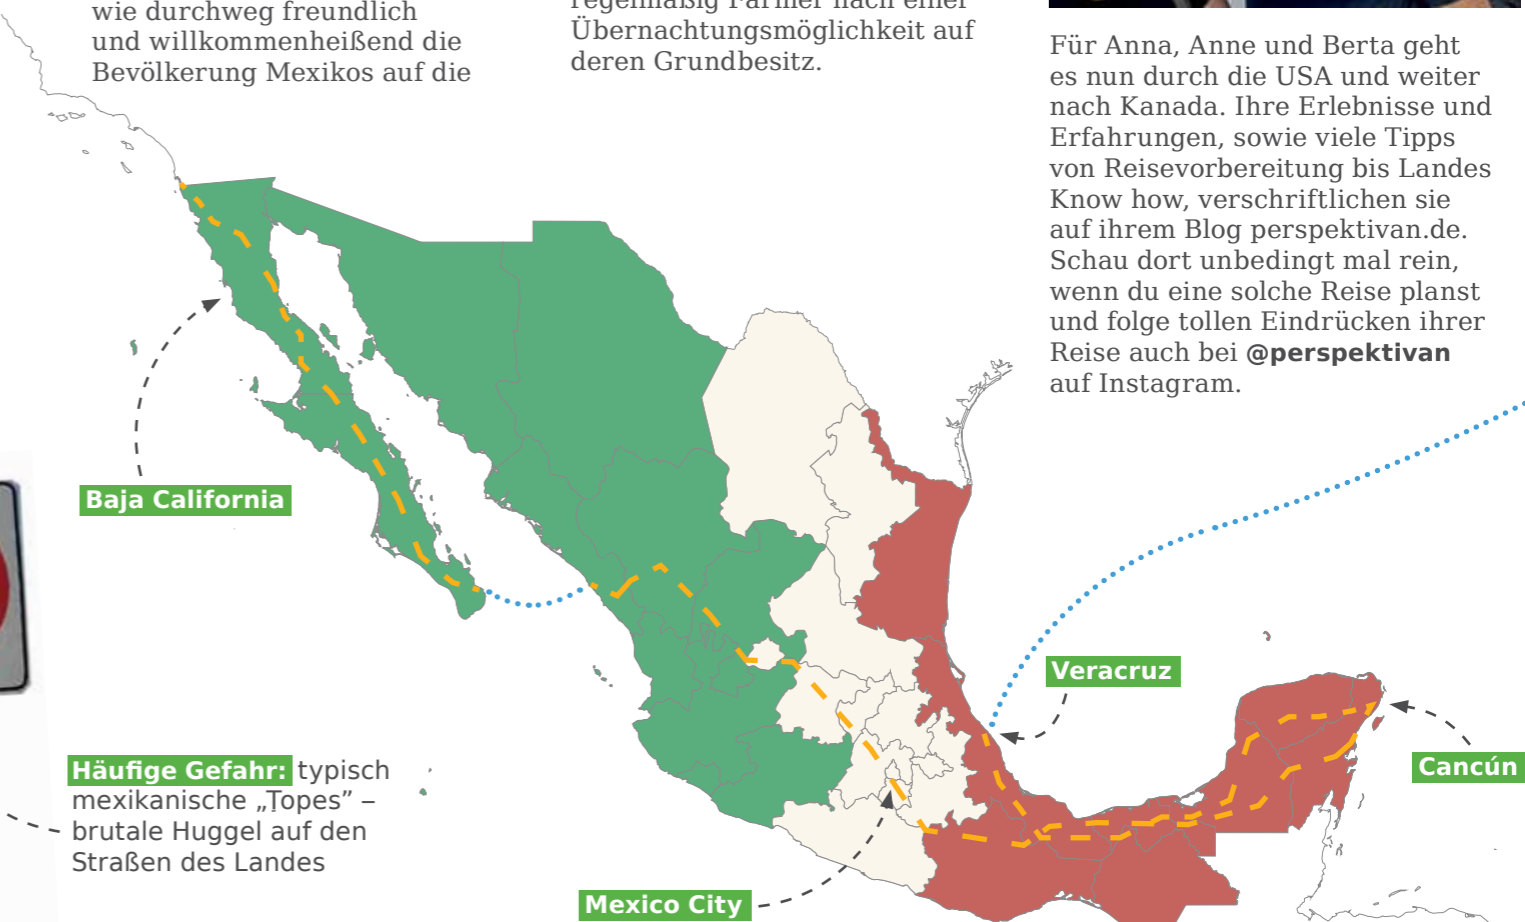 wie durchweg freundlich
und willkommenheißend die
Bevölkerung Mexikos auf die
regelmäßig Farmer nach einer
Übernachtungsmöglichkeit auf
deren Grundbesitz.
Für Anna, Anne und Berta geht
es nun durch die USA und weiter
nach Kanada. Ihre Erlebnisse und
Erfahrungen, sowie viele Tipps
von Reisevorbereitung bis Landes
Know how, verschriftlichen sie
auf ihrem Blog perspektivan.de.
Schau dort unbedingt mal rein,
wenn du eine solche Reise planst
und folge tollen Eindrücken ihrer
Reise auch bei @perspektivan
auf Instagram.
Baja California
Veracruz
Cancún
Häufige Gefahr: typisch
mexikanische „Topes” –
brutale Huggel auf den
Straßen des Landes
Mexico City